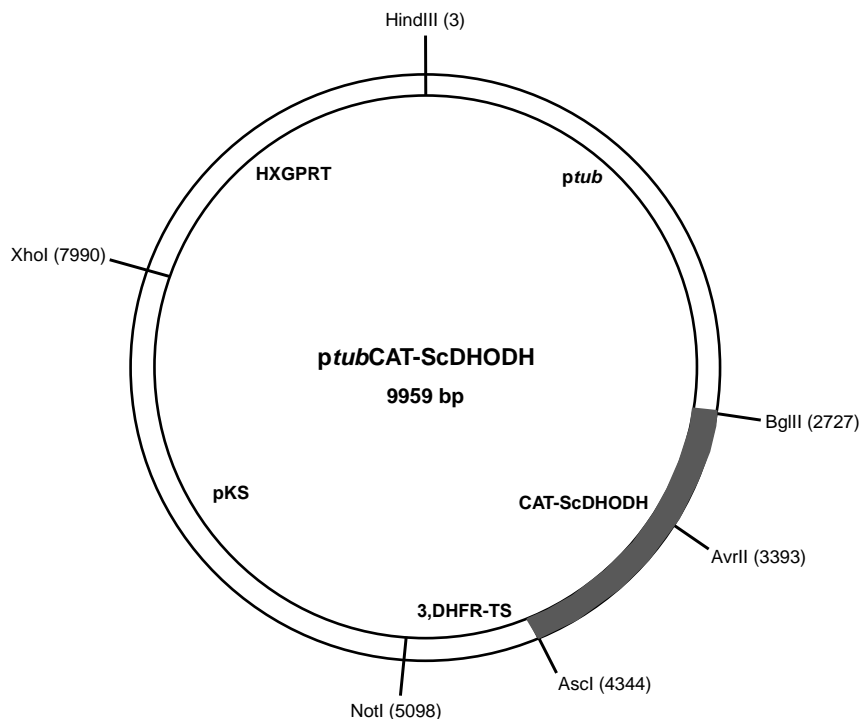 HindIII (3)
HXGPRT
ptub
XhoI (7990)
ptubCAT-ScDHODH
9959 bp
BglII (2727)
pKS
CAT-ScDHODH
AvrII (3393)
3,DHFR-TS
AscI (4344)
NotI (5098)